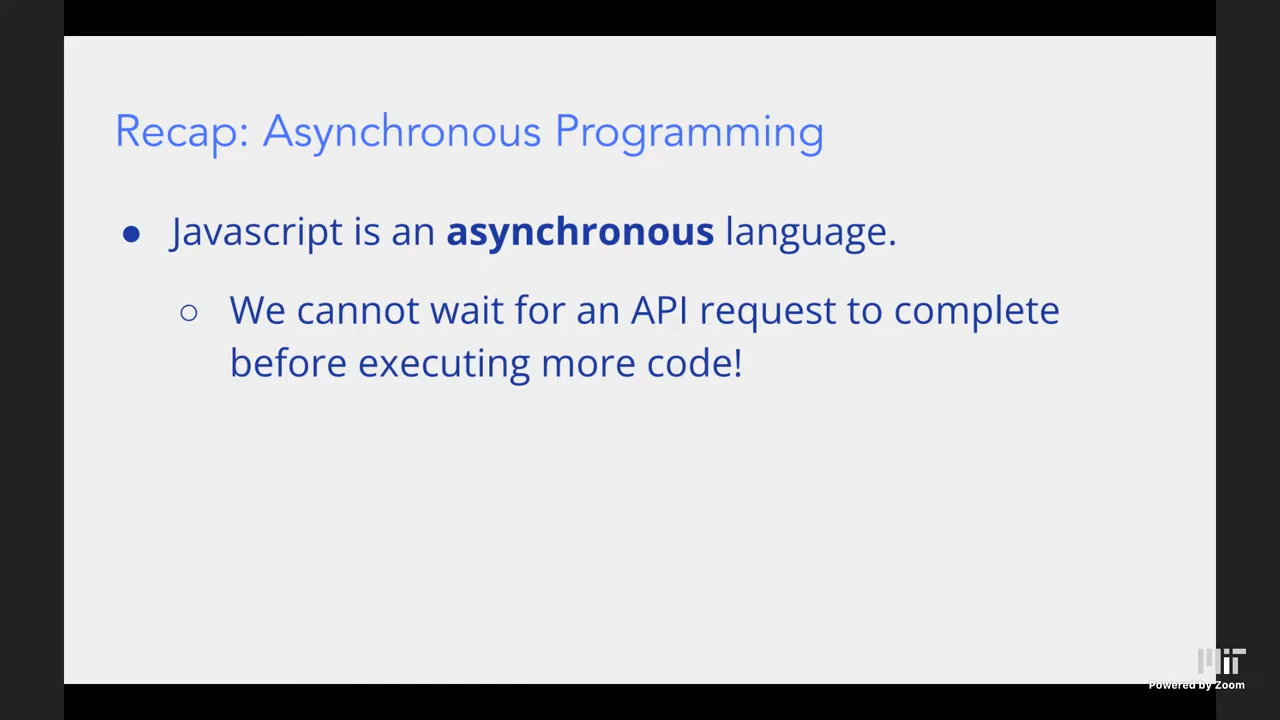 Recap: Asynchronous Programming
● Javascript is an asynchronous language.
○ We cannot wait for an API request to complete
before executing more code!
MIT
Powered by Zoom